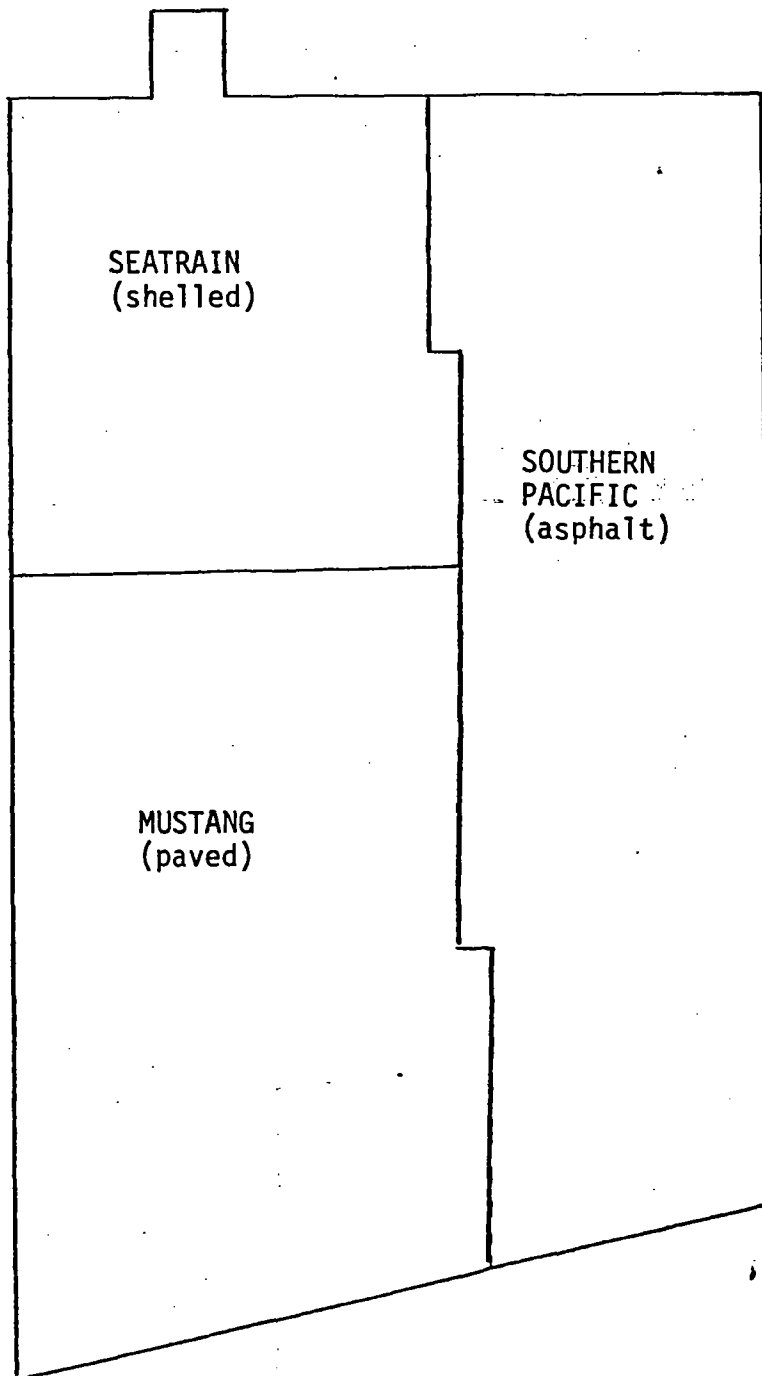 SEATRAIN
(shelled)
SOUTHERN
PACIFIC
(asphalt)
MUSTANG
(paved)